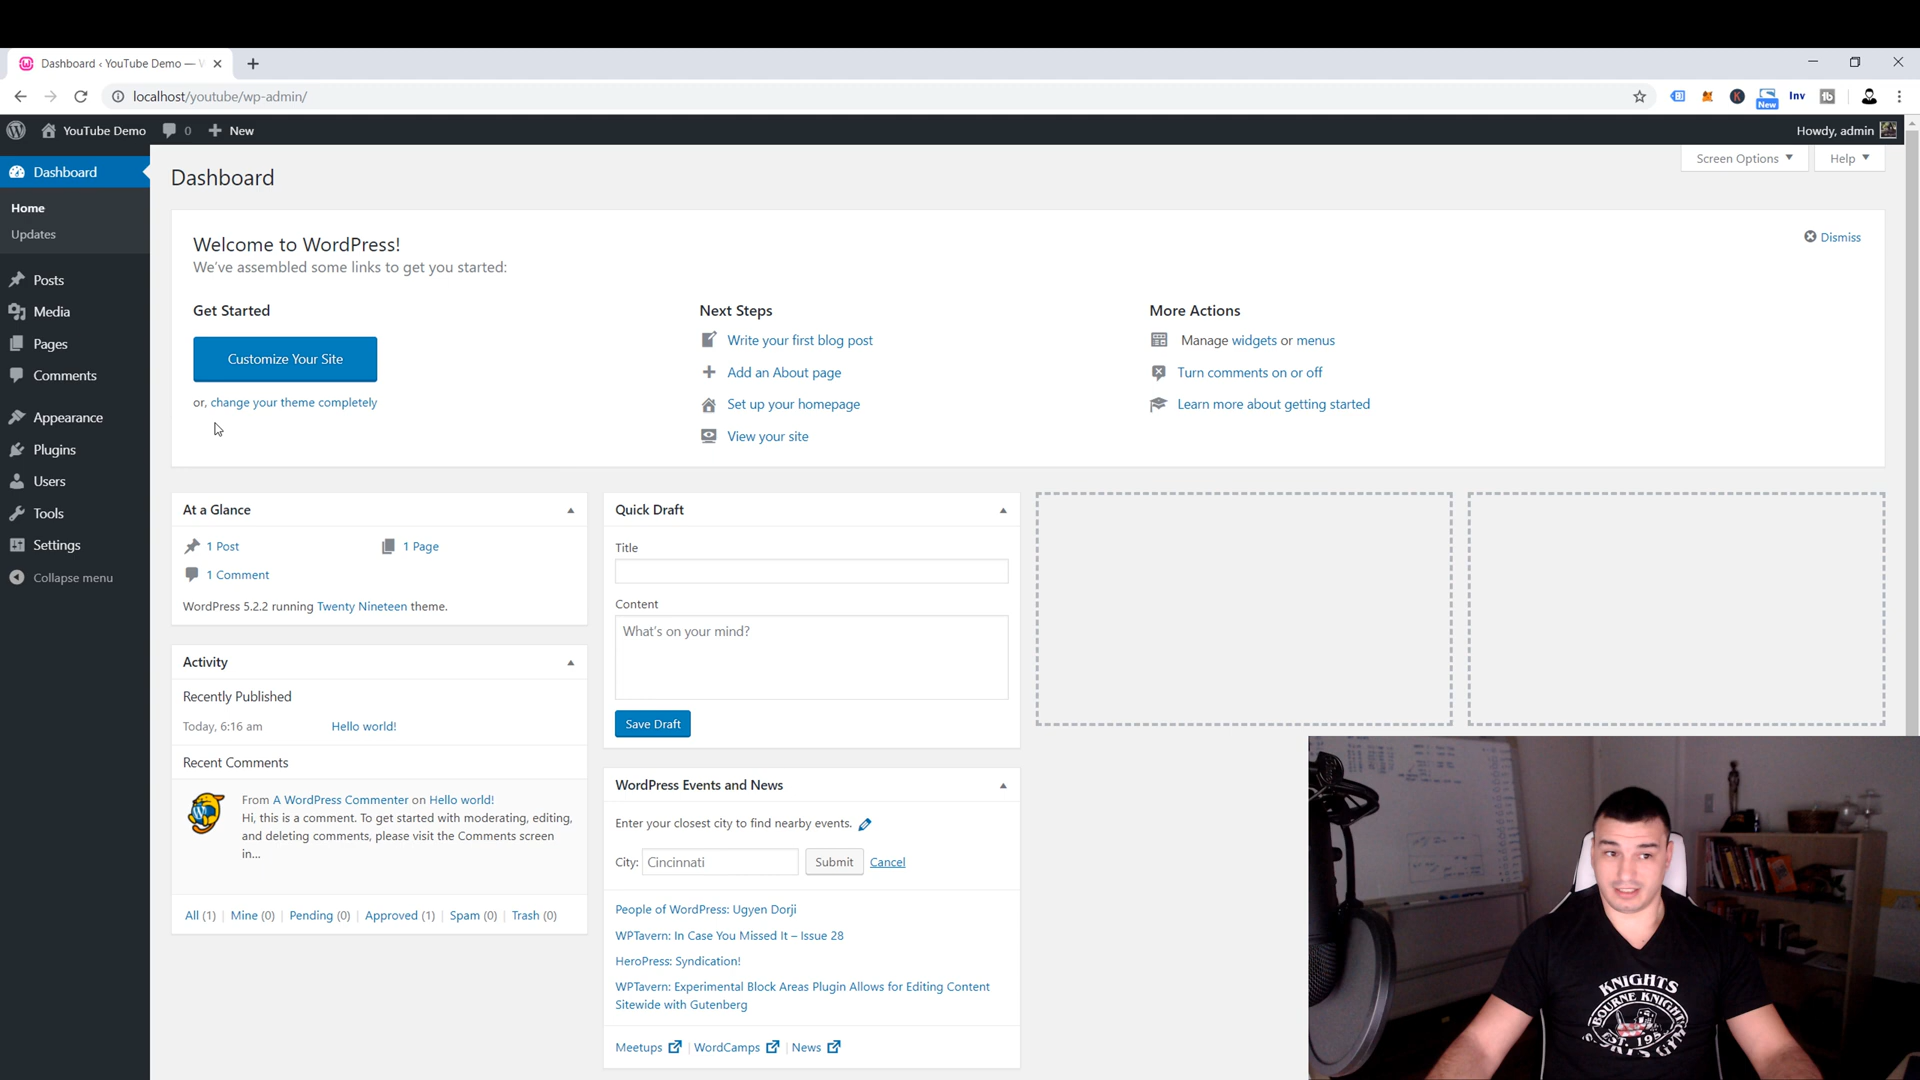 Dashboard ‹ YouTube Demo —
localhost/youtube/wp-admin/
New
Inv
YouTube Demo
0
New
Howdy, admin
Dashboard
Home
Updates
Posts
Media
Pages
Comments
Appearance
Plugins
Users
Tools
Settings
Collapse menu
Dashboard
Screen Options
Help
Welcome to WordPress!
We've assembled some links to get you started:
Dismiss
Get Started
Customize Your Site
or, change your theme completely
Next Steps
Write your first blog post
Add an About page
Set up your homepage
View your site
More Actions
Manage widgets or menus
Turn comments on or off
Learn more about getting started
At a Glance
1 Post
1 Page
1 Comment
WordPress 5.2.2 running Twenty Nineteen theme.
Activity
Recently Published
Today, 6:16 am
Hello world!
Recent Comments
From A WordPress Commenter on Hello world!
Hi, this is a comment. To get started with moderating, editing,
and deleting comments, please visit the Comments screen
in...
All (1) | Mine (0) | Pending (0) | Approved (1) | Spam (0) | Trash (0)
Quick Draft
Title
Content
What's on your mind?
Save Draft
WordPress Events and News
Enter your closest city to find nearby events.
City: Cincinnati Submit Cancel
People of WordPress: Ugyen Dorji
WPTavern: In Case You Missed It – Issue 28
HeroPress: Syndication!
WPTavern: Experimental Block Areas Plugin Allows for Editing Content
Sitewide with Gutenberg
Meetups | WordCamps | News
KNIGHTS